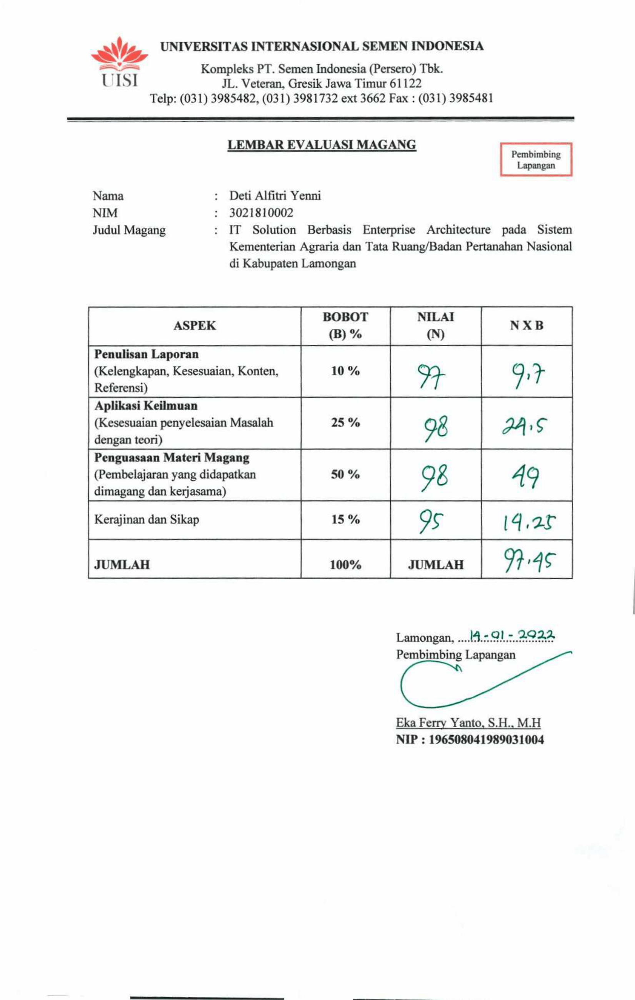 UISI
UNIVERSITAS INTERNASIONAL SEMEN INDONESIA
Kompleks PT. Semen Indonesia (Persero) Tbk.
JL. Veteran, Gresik Jawa Timur 61122
Telp: (031) 3985482, (031) 3981732 ext 3662 Fax : (031) 3985481
LEMBAR EVALUASI MAGANG
Pembimbing
Lapangan
Nama : Deti Alfitri Yenni
NIM : 3021810002
Judul Magang : IT Solution Berbasis Enterprise Architecture pada Sistem
Kementerian Agraria dan Tata Ruang/Badan Pertanahan Nasional
di Kabupaten Lamongan
ASPEK BOBOT (B) % NILAI (N) N X B
Penulisan Laporan
(Kelengkapan, Kesesuaian, Konten, 10 % 97 9,7
Referensi)
Aplikasi Keilmuan
(Kesesuaian penyelesaian Masalah 25 % 98 24,5
dengan teori)
Penguasaan Materi Magang
(Pembelajaran yang didapatkan 50 % 98 49
dimagang dan kerjasama)
Kerajinan dan Sikap 15 % 95 14,25
JUMLAH 100% JUMLAH 97,45
Lamongan, ....14-01-2022
Pembimbing Lapangan
Eka Ferry Yanto, S.H., M.H
NIP : 196508041989031004